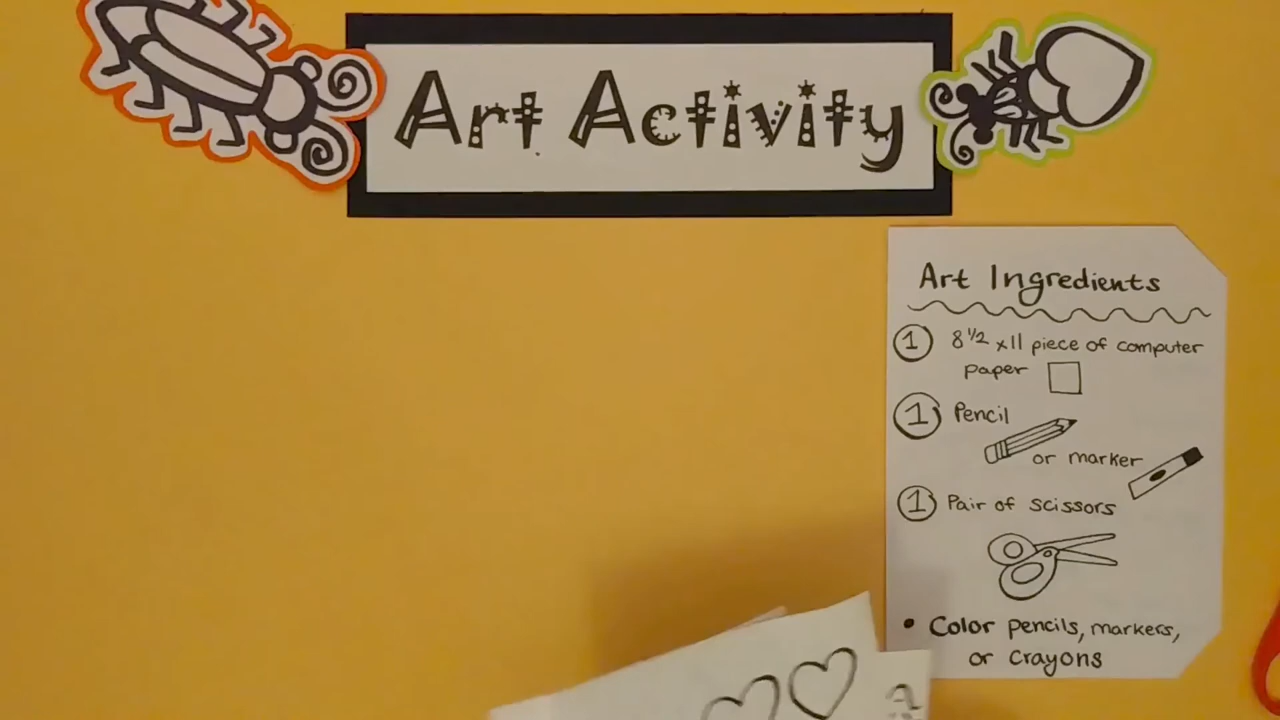 Art Activity
Art Ingredients
1 8 1/2 x 11 piece of computer
paper
1 Pencil
or marker
1 Pair of scissors
• Color pencils, markers,
or crayons